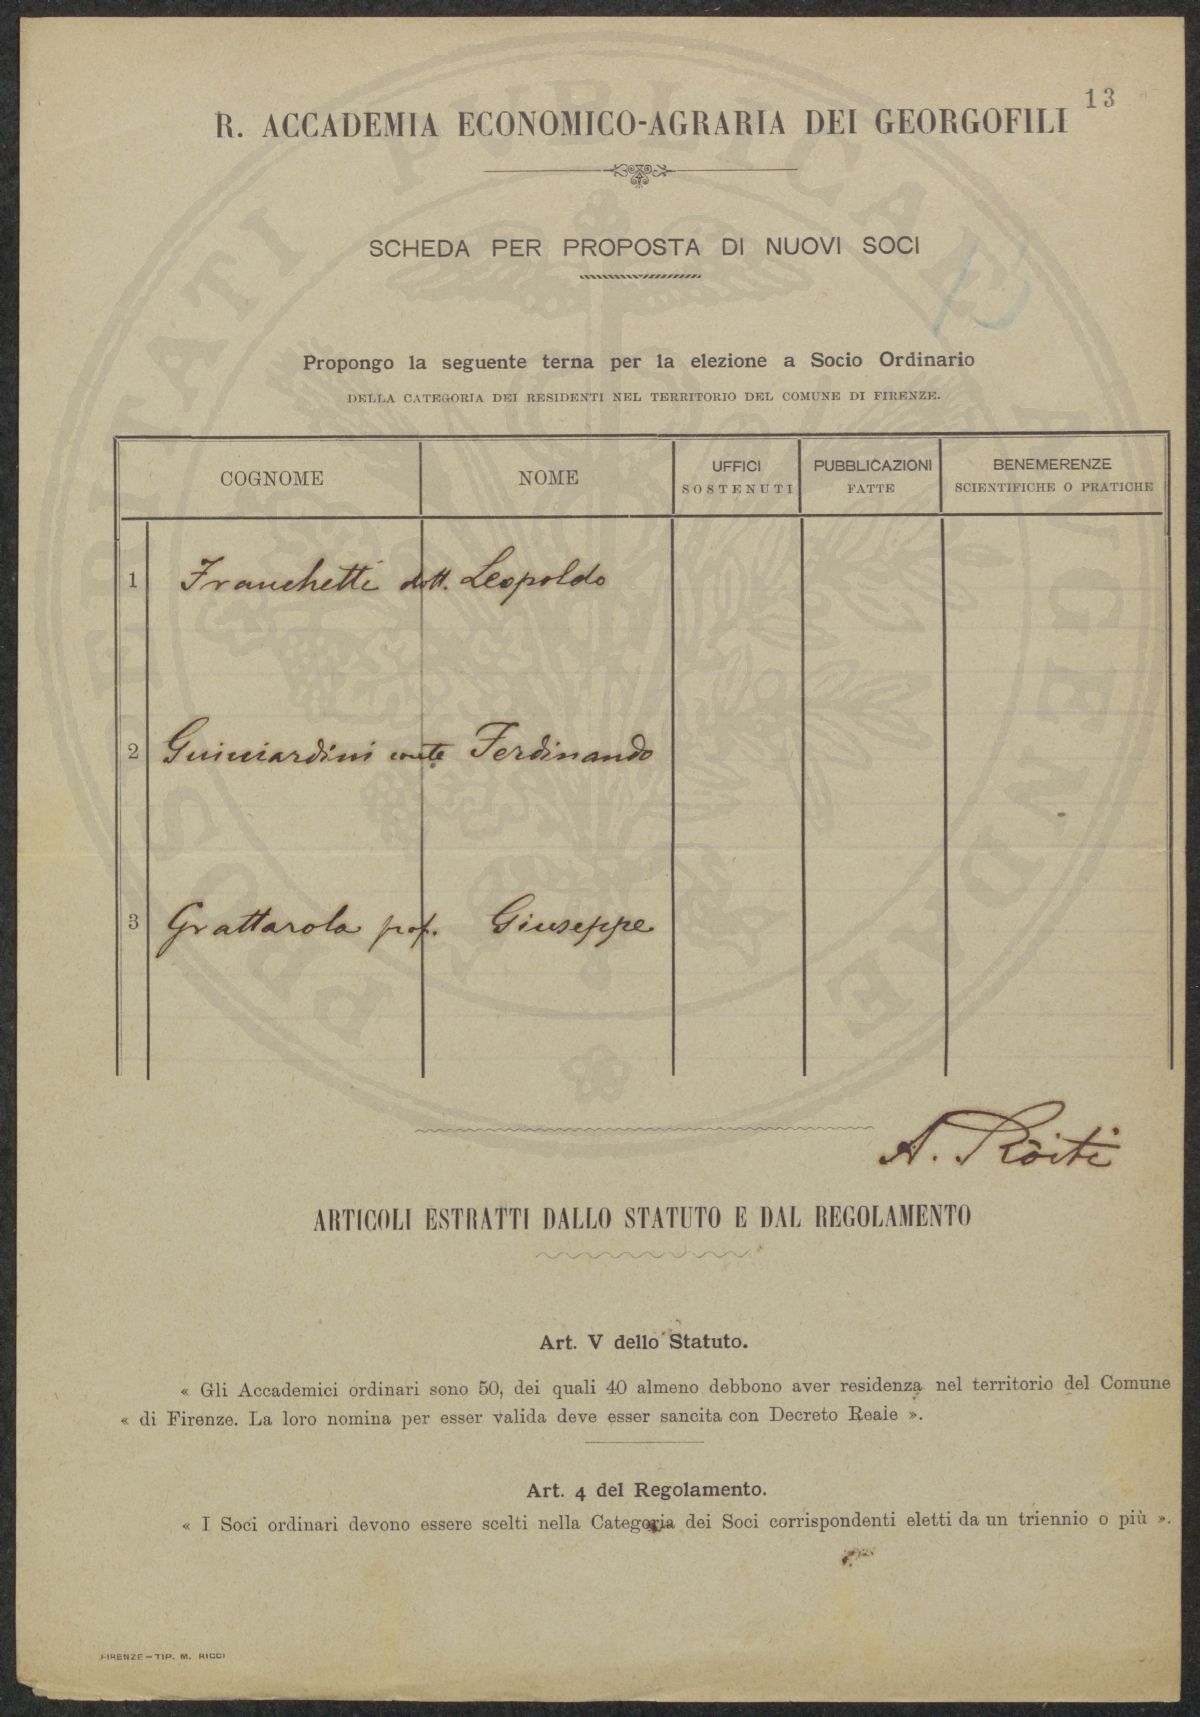 13
R. ACCADEMIA ECONOMICO-AGRARIA DEI GEORGOFILI
SCHEDA PER PROPOSTA DI NUOVI SOCI
Propongo la seguente terna per la elezione a Socio Ordinario
DELLA CATEGORIA DEI RESIDENTI NEL TERRITORIO DEL COMUNE DI FIRENZE.
COGNOME NOME UFFICI SOSTENUTI PUBBLICAZIONI FATTE BENEMERENZE SCIENTIFICHE O PRATICHE
1 Franchetti dott. Leopoldo
2 Guicciardini conte Ferdinando
3 Grattarola prof. Giuseppe
A. Ròiti
ARTICOLI ESTRATTI DALLO STATUTO E DAL REGOLAMENTO
Art. V dello Statuto.
« Gli Accademici ordinari sono 50, dei quali 40 almeno debbono aver residenza nel territorio del Comune
« di Firenze. La loro nomina per esser valida deve esser sancita con Decreto Reale ».
Art. 4 del Regolamento.
« I Soci ordinari devono essere scelti nella Categoria dei Soci corrispondenti eletti da un triennio o più ».
FIRENZE – TIP. M. RICCI
PROSPERITATI PUBLICAE AUGENDAE